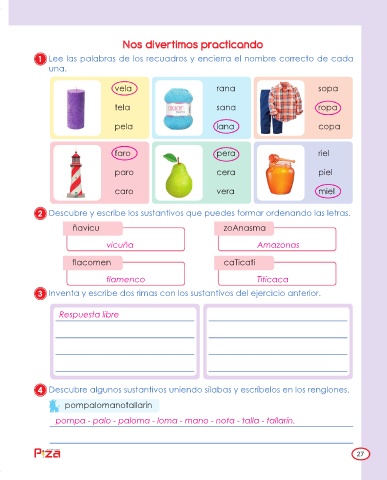 Nos divertimos practicando
1 Lee las palabras de los recuadros y encierra el nombre correcto de cada
una.
vela rana sopa
tela sana ropa
pela lana copa
faro pera riel
paro cera piel
caro vera miel
2 Descubre y escribe los sustantivos que puedes formar ordenando las letras.
ñavicu zoAnasma
vicuña Amazonas
flacomen caTicati
flamenco Titicaca
3 Inventa y escribe dos rimas con los sustantivos del ejercicio anterior.
Respuesta libre
4 Descubre algunos sustantivos uniendo sílabas y escríbelos en los renglones.
pompalomanotallarín
pompa - palo - paloma - loma - mano - nota - talla - tallarín.
Piza 27